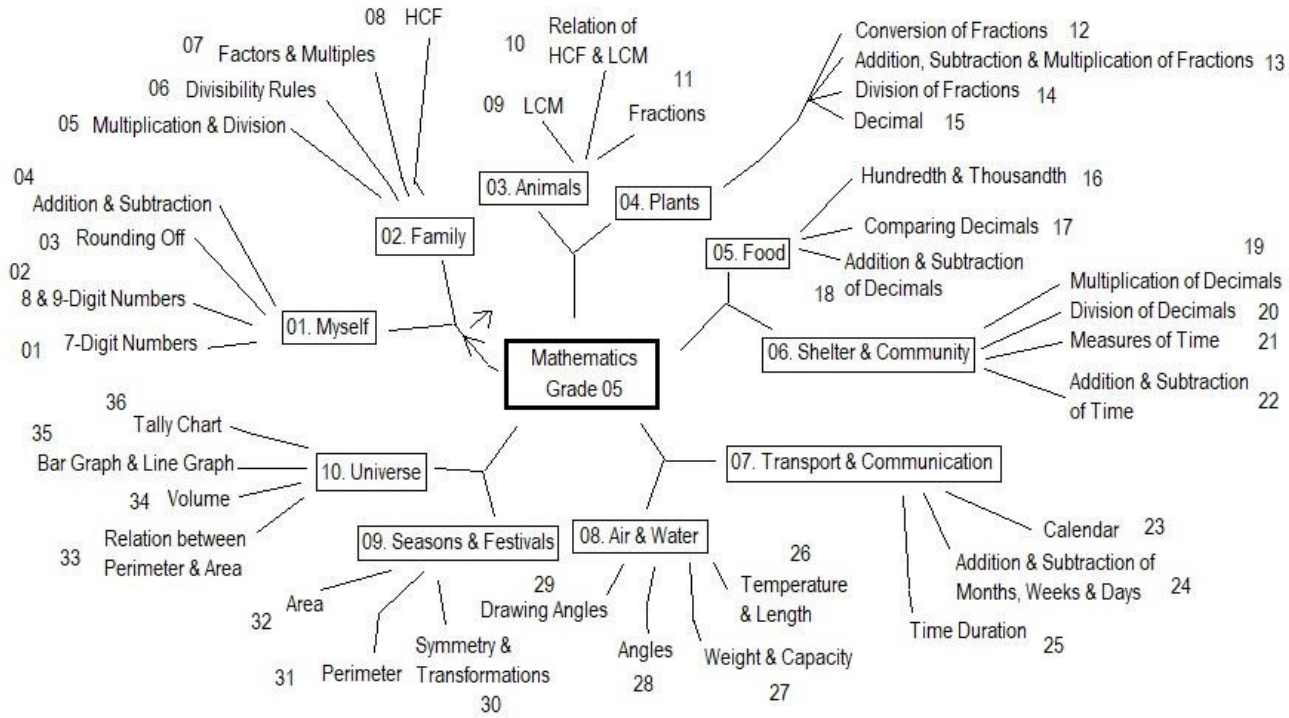 Mathematics
Grade 05
01. Myself
01
7-Digit Numbers
02
8 & 9-Digit Numbers
03
Rounding Off
04
Addition & Subtraction
02. Family
05
Multiplication & Division
06
Divisibility Rules
07
Factors & Multiples
08
HCF
03. Animals
09
LCM
10
Relation of
HCF & LCM
11
Fractions
04. Plants
Conversion of Fractions
12
Addition, Subtraction & Multiplication of Fractions
13
Division of Fractions
14
Decimal
15
05. Food
Hundredth & Thousandth
16
Comparing Decimals
17
Addition & Subtraction
of Decimals
18
06. Shelter & Community
19
Multiplication of Decimals
Division of Decimals
20
Measures of Time
21
Addition & Subtraction
of Time
22
07. Transport & Communication
Calendar
23
Addition & Subtraction of
Months, Weeks & Days
24
Time Duration
25
08. Air & Water
26
Temperature
& Length
Weight & Capacity
27
Angles
28
29
Drawing Angles
09. Seasons & Festivals
Symmetry &
Transformations
30
31
Perimeter
Area
32
10. Universe
33
Relation between
Perimeter & Area
34
Volume
35
Bar Graph & Line Graph
36
Tally Chart